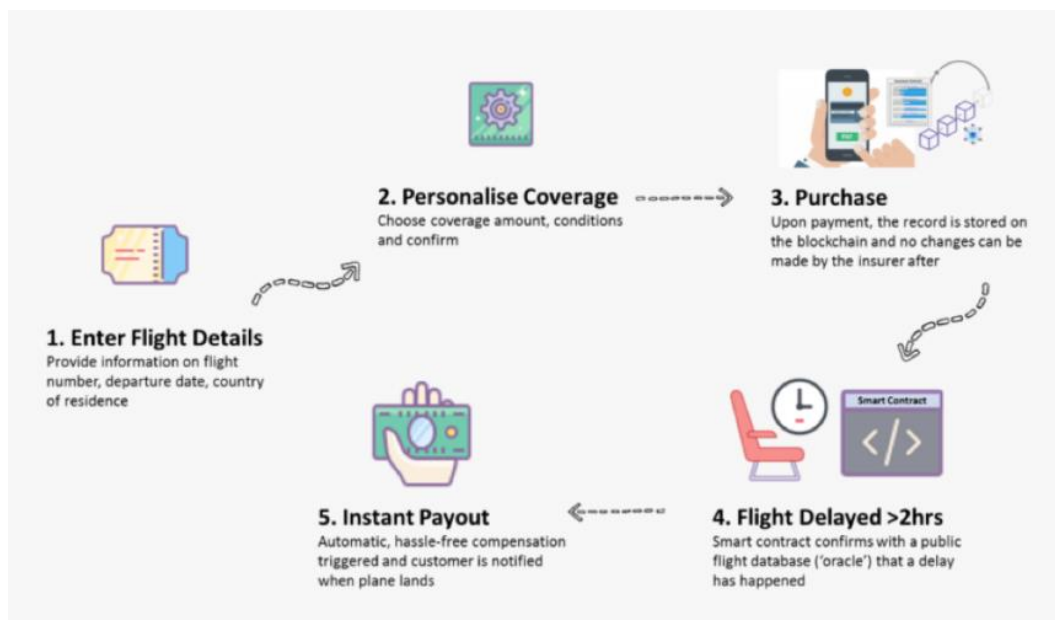 1. Enter Flight Details
Provide information on flight
number, departure date, country
of residence
2. Personalise Coverage
Choose coverage amount, conditions
and confirm
PAY
3. Purchase
Upon payment, the record is stored on
the blockchain and no changes can be
made by the insurer after
Smart Contract
</>
4. Flight Delayed >2hrs
Smart contract confirms with a public
flight database ('oracle') that a delay
has happened
5. Instant Payout
Automatic, hassle-free compensation
triggered and customer is notified
when plane lands